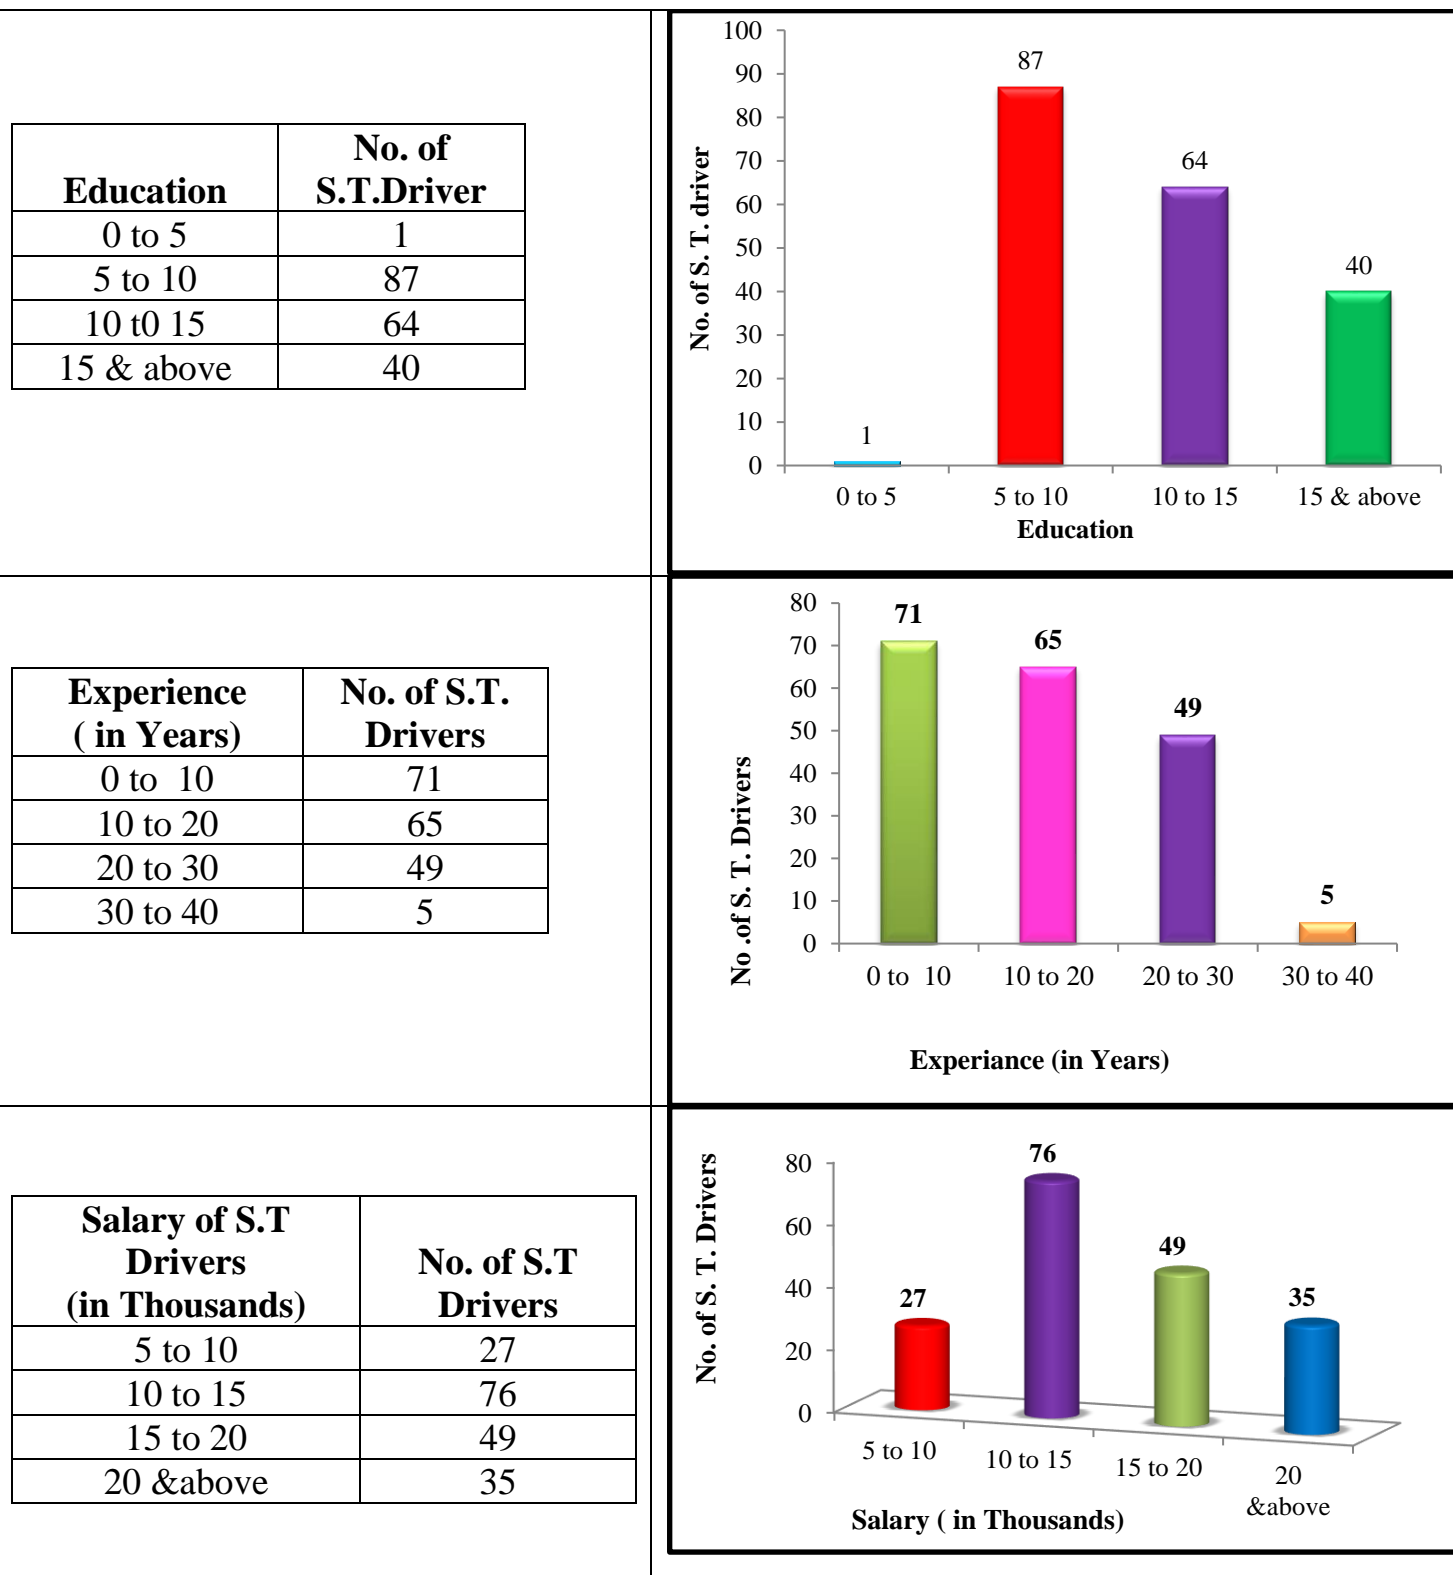 Education No. of S.T.Driver
0 to 5 1
5 to 10 87
10 t0 15 64
15 & above 40
No. of S. T. driver
100
90
80
70
60
50
40
30
20
10
0
1
87
64
40
0 to 5 5 to 10 10 to 15 15 & above
Education
Experience ( in Years) No. of S.T. Drivers
0 to 10 71
10 to 20 65
20 to 30 49
30 to 40 5
No .of S. T. Drivers
80
70
60
50
40
30
20
10
0
71
65
49
5
0 to 10 10 to 20 20 to 30 30 to 40
Experiance (in Years)
Salary of S.T Drivers (in Thousands) No. of S.T Drivers
5 to 10 27
10 to 15 76
15 to 20 49
20 &above 35
No. of S. T. Drivers
80
60
40
20
0
27
76
49
35
5 to 10 10 to 15 15 to 20 20 &above
Salary ( in Thousands)